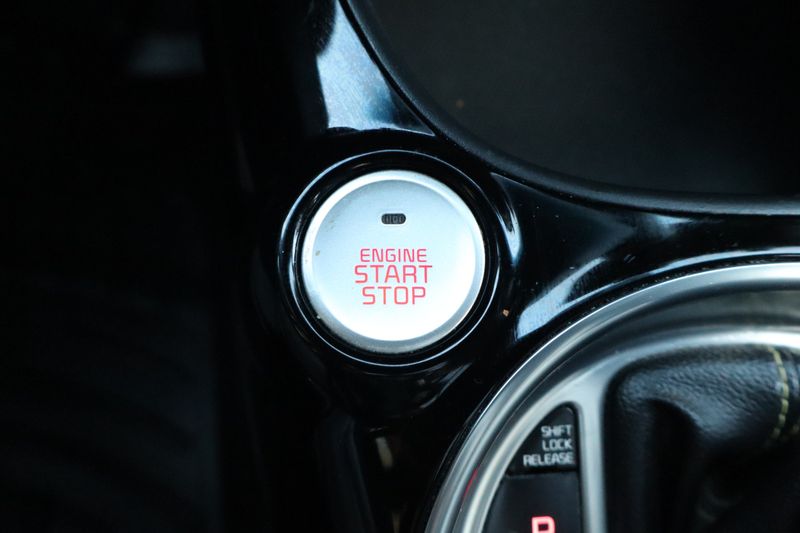 ENGINE
START
STOP
SHIFT
LOCK
RELEASE
P